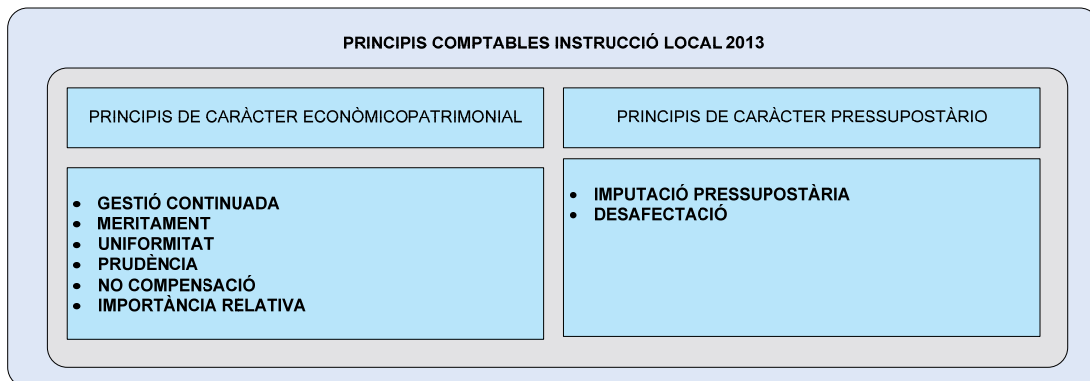 PRINCIPIS COMPTABLES INSTRUCCIÓ LOCAL 2013
PRINCIPIS DE CARÀCTER ECONÒMICOPATRIMONIAL
• GESTIÓ CONTINUADA
• MERITAMENT
• UNIFORMITAT
• PRUDÈNCIA
• NO COMPENSACIÓ
• IMPORTÀNCIA RELATIVA
PRINCIPIS DE CARÀCTER PRESSUPOSTÀRIO
• IMPUTACIÓ PRESSUPOSTÀRIA
• DESAFECTACIÓ